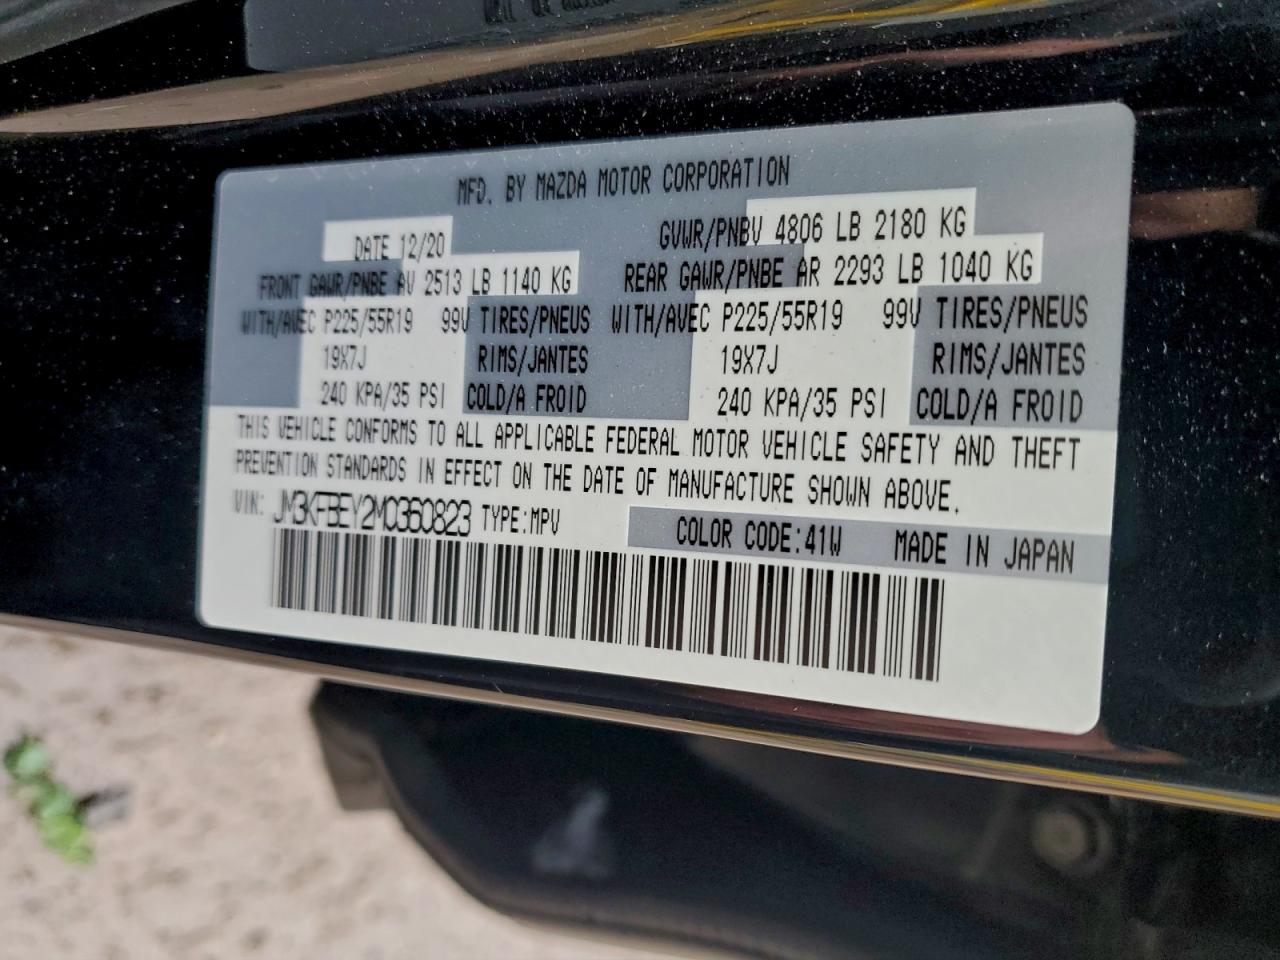 MFD. BY MAZDA MOTOR CORPORATION
DATE 12/20 GVWR/PNBV 4806 LB 2180 KG
FRONT GAWR/PNBE AV 2513 LB 1140 KG REAR GAWR/PNBE AR 2293 LB 1040 KG
WITH/AVEC P225/55R19 99V TIRES/PNEUS WITH/AVEC P225/55R19 99V TIRES/PNEUS
19X7J RIMS/JANTES 19X7J RIMS/JANTES
240 KPA/35 PSI COLD/A FROID 240 KPA/35 PSI COLD/A FROID
THIS VEHICLE CONFORMS TO ALL APPLICABLE FEDERAL MOTOR VEHICLE SAFETY AND THEFT
PREVENTION STANDARDS IN EFFECT ON THE DATE OF MANUFACTURE SHOWN ABOVE.
VIN: JM3KFBEY2M0360823 TYPE:MPV COLOR CODE:41W MADE IN JAPAN